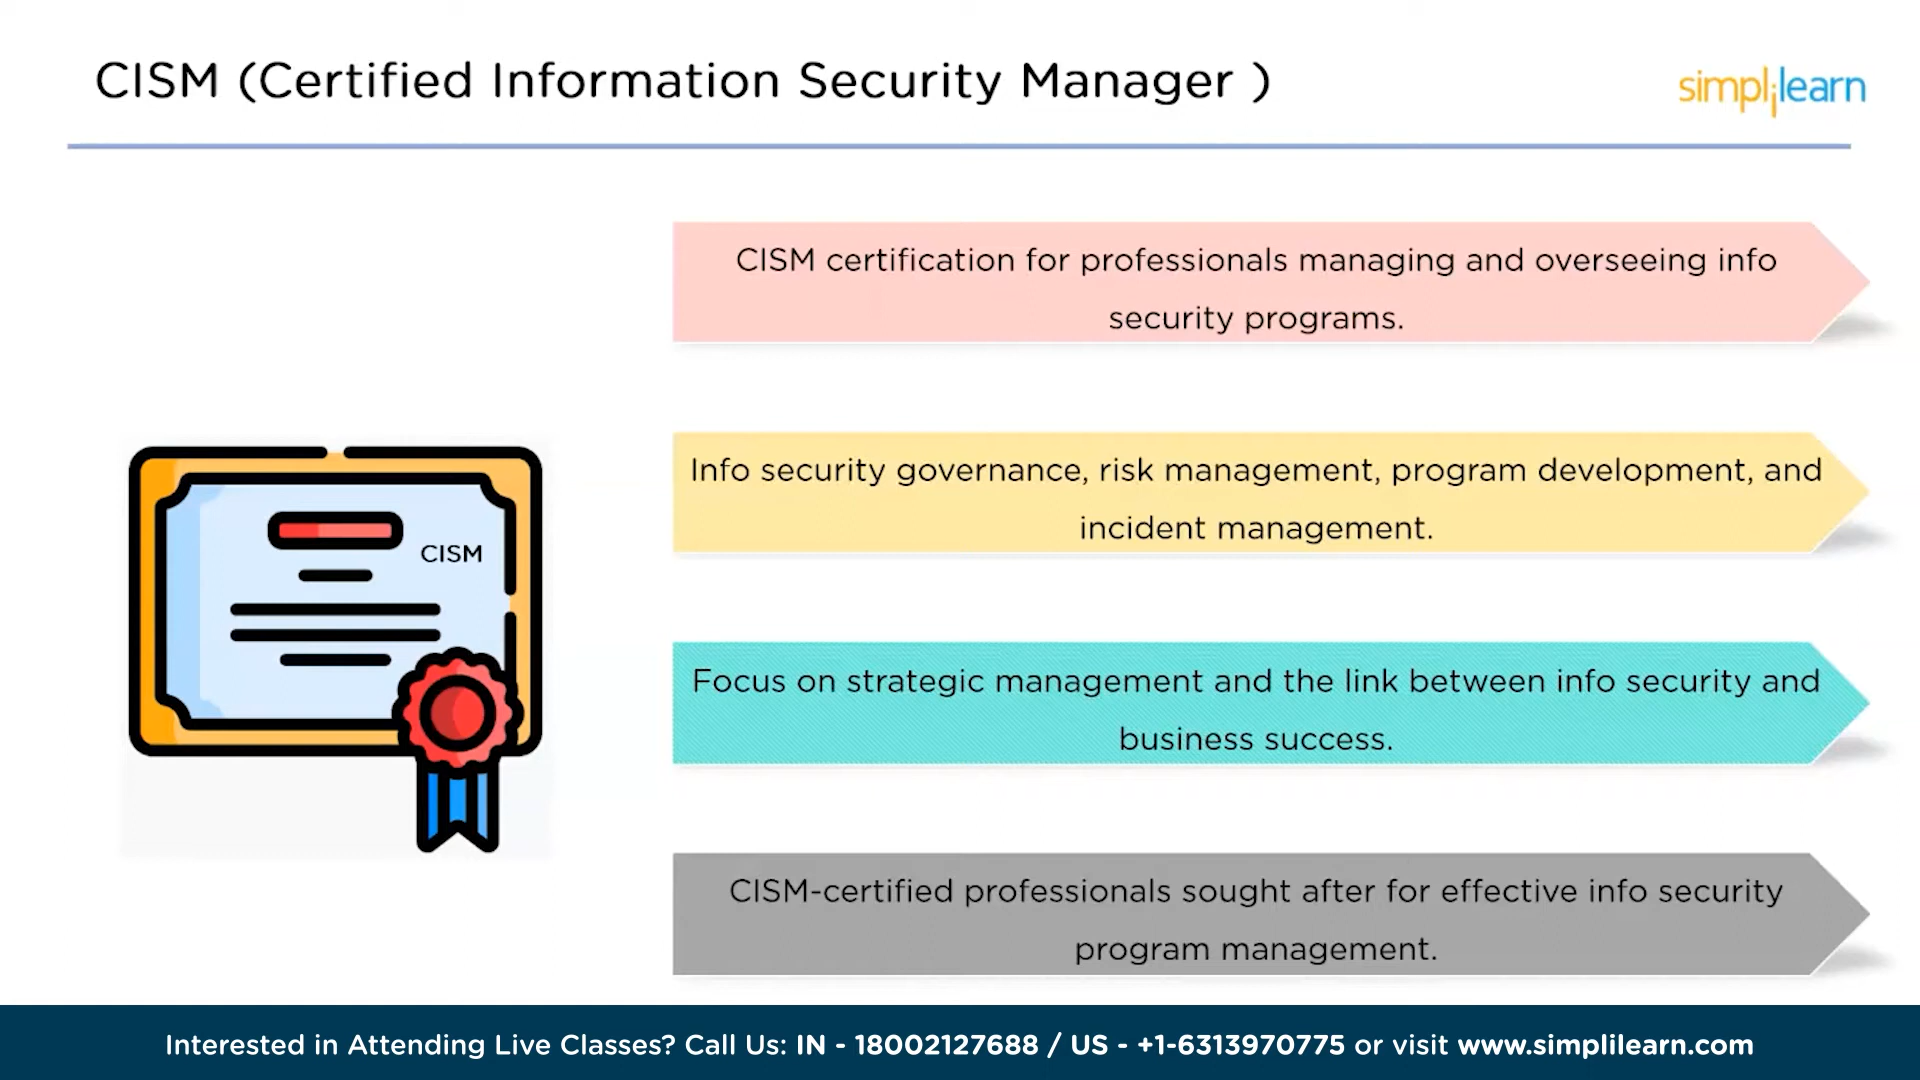 CISM (Certified Information Security Manager )
simplilearn
CISM certification for professionals managing and overseeing info
security programs.
Info security governance, risk management, program development, and
incident management.
CISM
Focus on strategic management and the link between info security and
business success.
CISM-certified professionals sought after for effective info security
program management.
Interested in Attending Live Classes? Call Us: IN - 18002127688 / US - +1-6313970775 or visit www.simplilearn.com